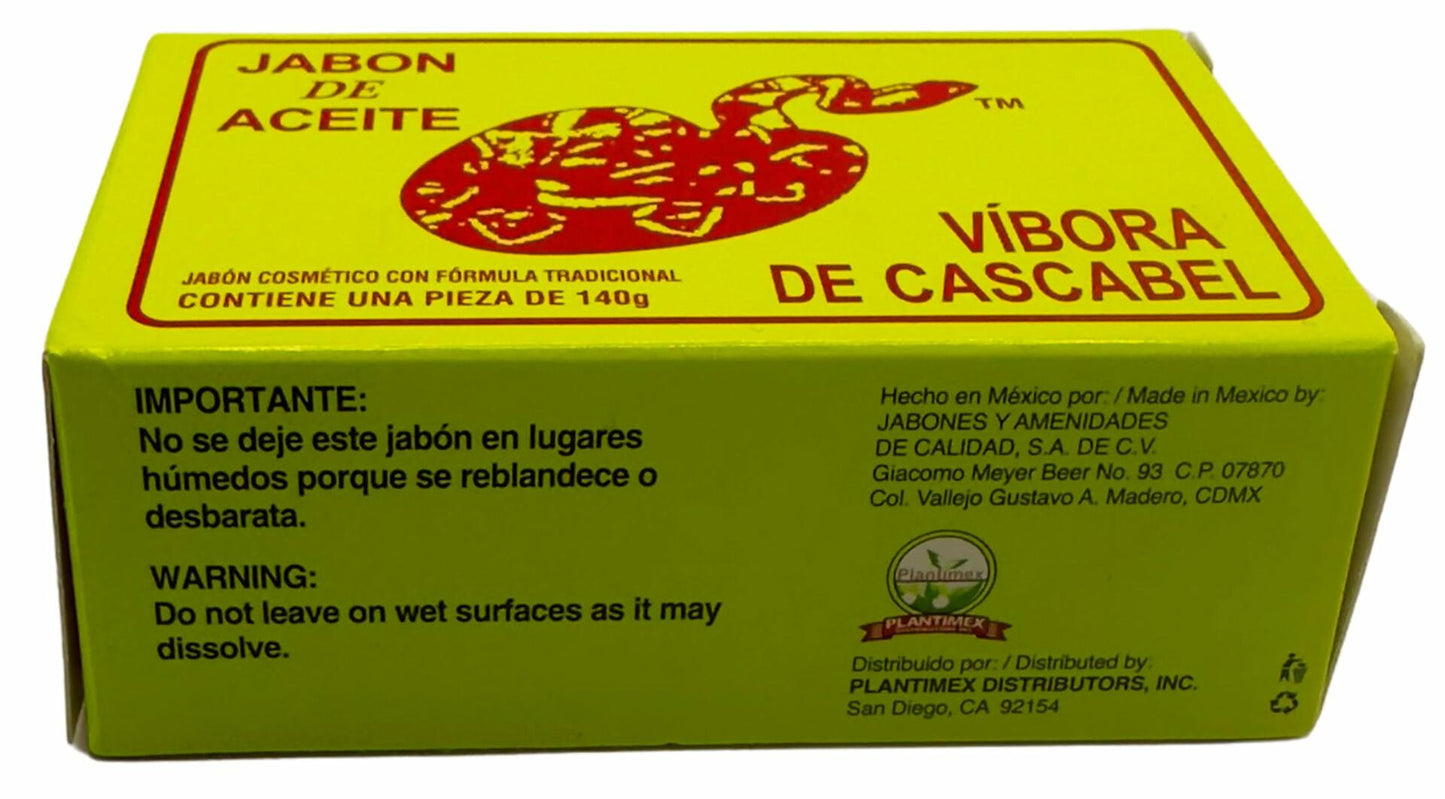 JABON
DE
ACEITE
TM
VÍBORA
DE CASCABEL
JABÓN COSMÉTICO CON FÓRMULA TRADICIONAL
CONTIENE UNA PIEZA DE 140g
IMPORTANTE:
No se deje este jabón en lugares
húmedos porque se reblandece o
desbarata.
WARNING:
Do not leave on wet surfaces as it may
dissolve.
Hecho en México por: / Made in Mexico by:
JABONES Y AMENIDADES
DE CALIDAD, S.A. DE C.V.
Giacomo Meyer Beer No. 93 C.P. 07870
Col. Vallejo Gustavo A. Madero, CDMX
Plantimex
PLANTIMEX
Distribuido por: / Distributed by:
PLANTIMEX DISTRIBUTORS, INC.
San Diego, CA 92154